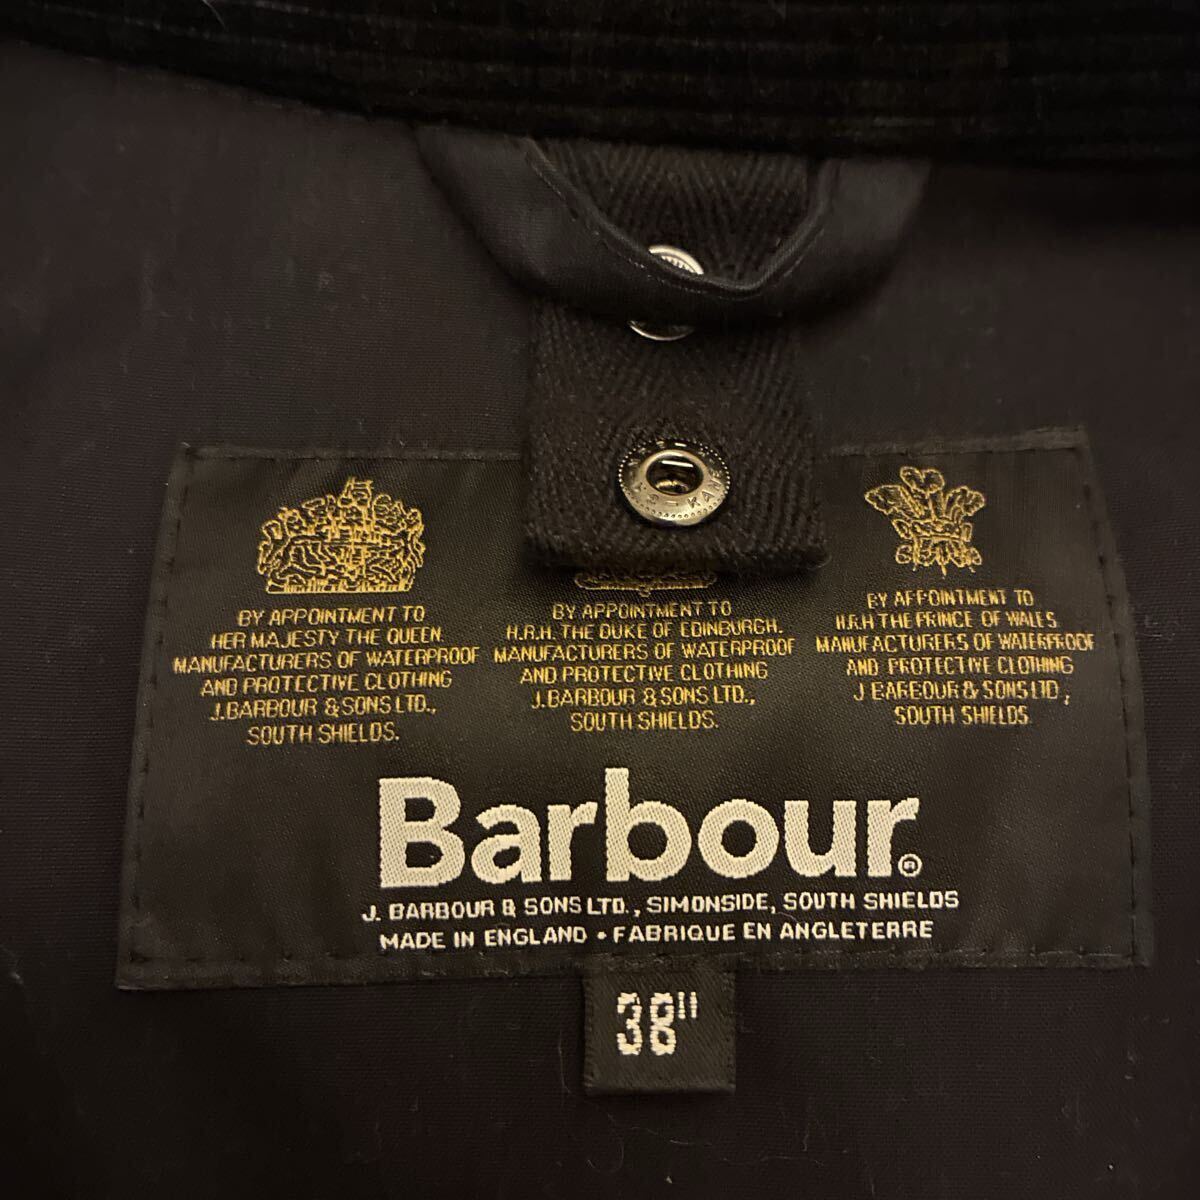 BY APPOINTMENT TO
HER MAJESTY THE QUEEN
MANUFACTURERS OF WATERPROOF
AND PROTECTIVE CLOTHING
J.BARBOUR & SONS LTD.,
SOUTH SHIELDS.
BY APPOINTMENT TO
H.R.H. THE DUKE OF EDINBURGH.
MANUFACTURERS OF WATERPROOF
AND PROTECTIVE CLOTHING
J.BARBOUR & SONS LTD.,
SOUTH SHIELDS.
BY APPOINTMENT TO
H.R.H THE PRINCE OF WALES
MANUFACTURERS OF WATERPROOF
AND PROTECTIVE CLOTHING
J BARBOUR & SONS LTD,
SOUTH SHIELDS
Barbour®
J. BARBOUR & SONS LTD., SIMONSIDE, SOUTH SHIELDS
MADE IN ENGLAND • FABRIQUE EN ANGLETERRE
38"